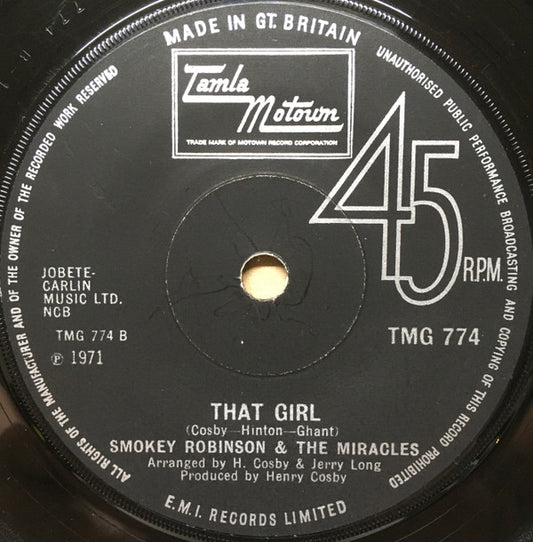 MADE IN GT. BRITAIN
UNAUTHORISED PUBLIC PERFORMANCE BROADCASTING AND COPYING OF THIS RECORD PROHIBITED
ALL RIGHTS OF THE MANUFACTURER AND OF THE OWNER OF THE RECORDED WORK RESERVED
Tamla
Motown
TRADE MARK OF MOTOWN RECORD CORPORATION
45
R.P.M.
JOBETE-
CARLIN
MUSIC LTD.
NCB
TMG 774 B
℗ 1971
TMG 774
THAT GIRL
(Cosby—Hinton—Ghant)
SMOKEY ROBINSON & THE MIRACLES
Arranged by H. Cosby & Jerry Long
Produced by Henry Cosby
E.M.I. RECORDS LIMITED